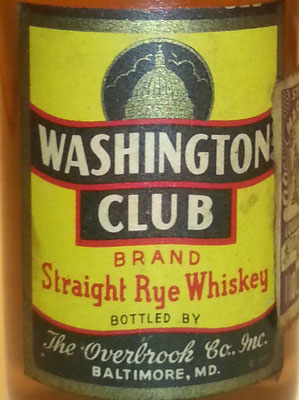 WASHINGTON
CLUB
BRAND
Straight Rye Whiskey
BOTTLED BY
The Overbrook Co., Inc.
BALTIMORE, MD.